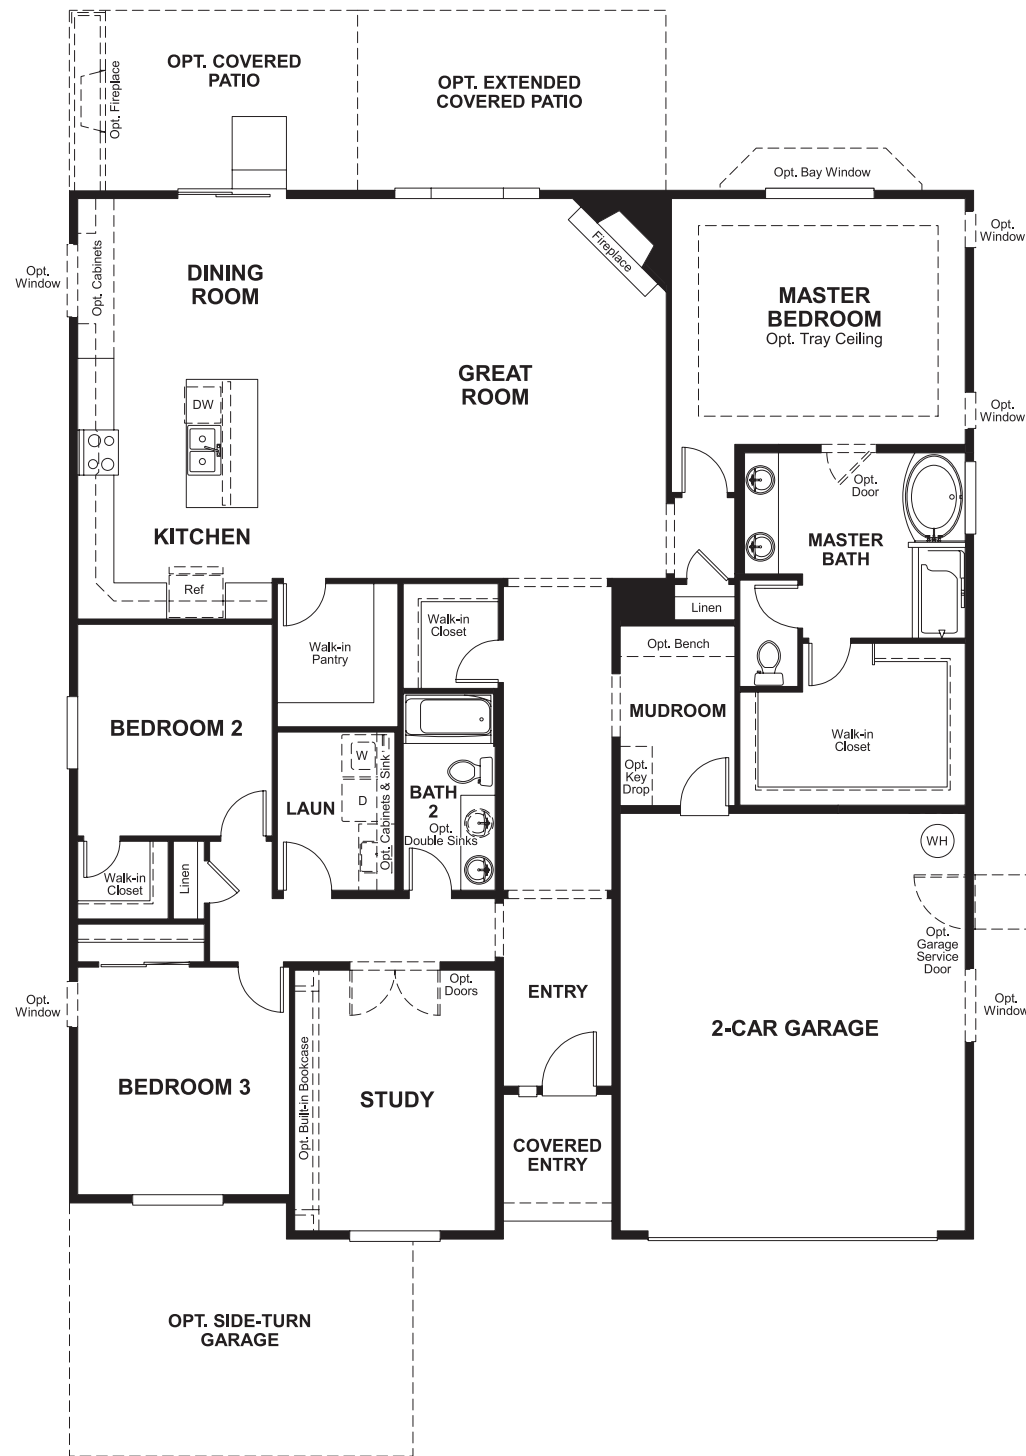 OPT. COVERED
PATIO
OPT. EXTENDED
COVERED PATIO
Opt. Fireplace
Opt. Bay Window
Opt.
Window
Opt.
Window
Opt. Cabinets
DINING
ROOM
Fireplace
MASTER
BEDROOM
Opt. Tray Ceiling
GREAT
ROOM
Opt.
Window
DW
KITCHEN
Opt.
Door
MASTER
BATH
Ref
Linen
Walk-in
Closet
Walk-in
Pantry
Opt. Bench
BEDROOM 2
MUDROOM
Walk-in
Closet
W
D
LAUN
Opt. Cabinets & Sink
BATH
2
Opt.
Double Sinks
Opt.
Key
Drop
WH
Walk-in
Closet
Linen
Opt.
Garage
Service
Door
Opt.
Window
Opt.
Doors
ENTRY
Opt.
Window
2-CAR GARAGE
BEDROOM 3
Opt. Built-in Bookcase
STUDY
COVERED
ENTRY
OPT. SIDE-TURN
GARAGE